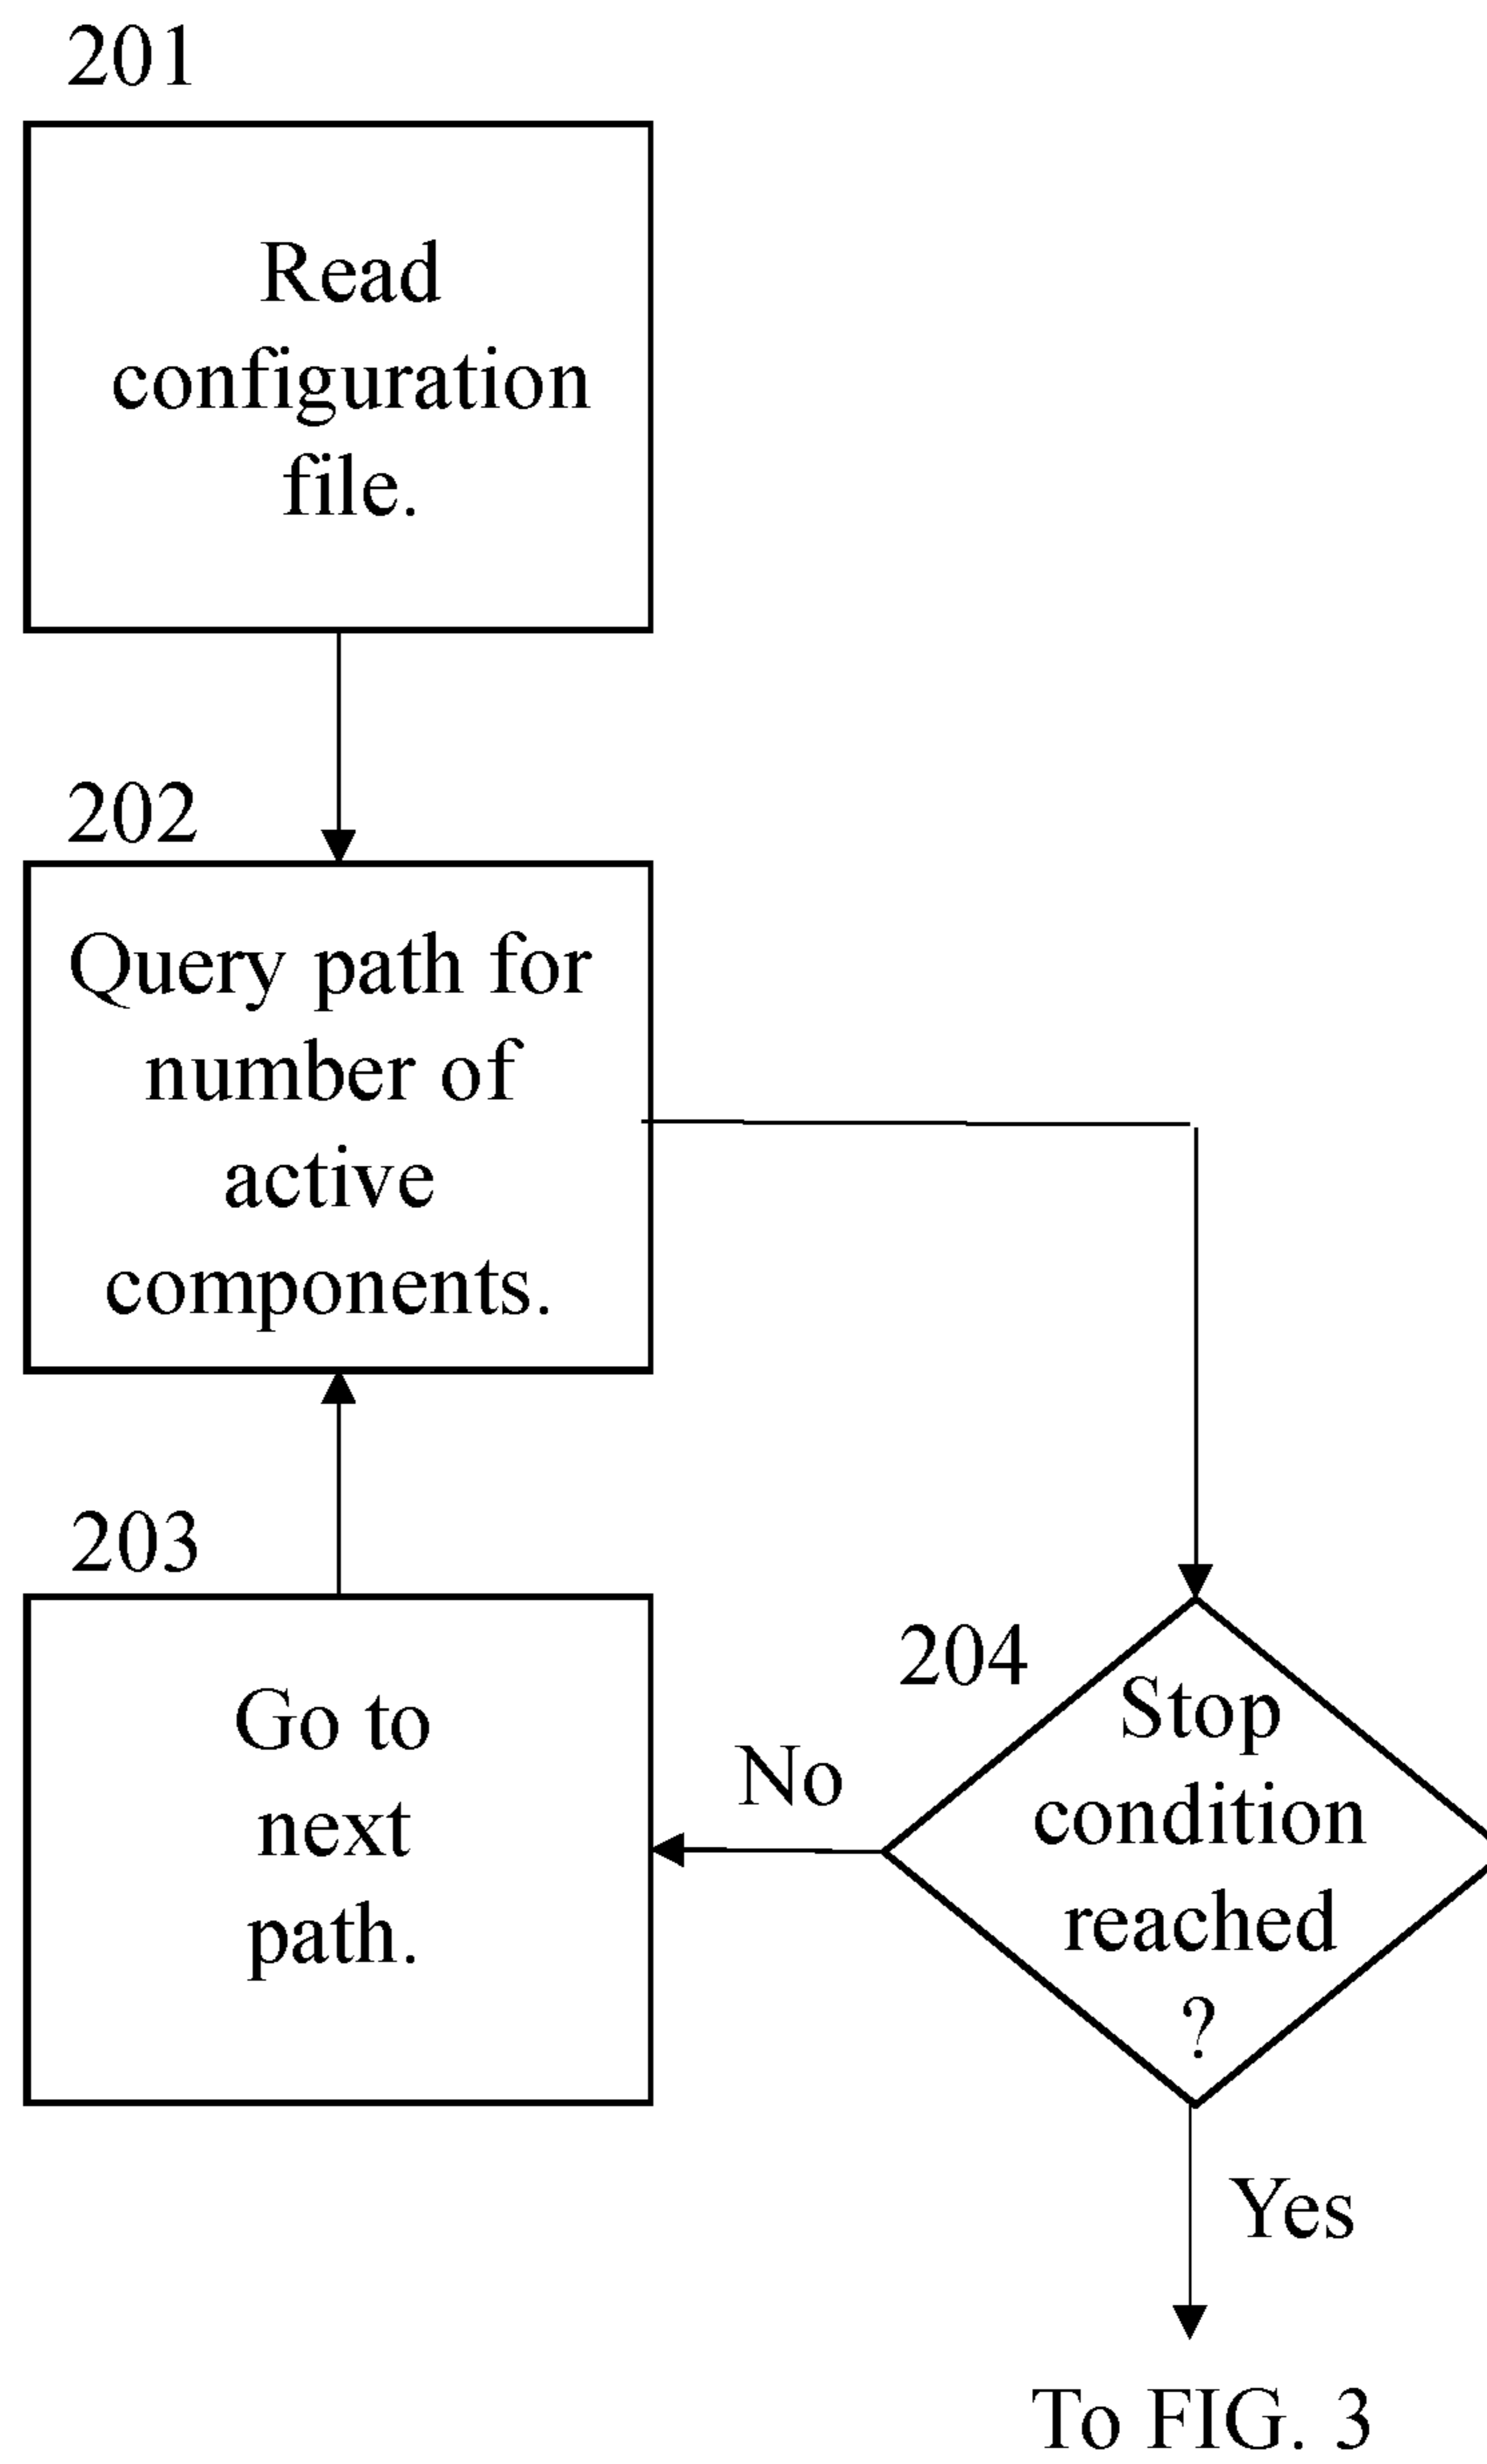 201
Read
configuration
file.
202
Query path for
number of
active
components.
203
Go to
next
path.
No
204
Stop
condition
reached
?
Yes
To FIG. 3